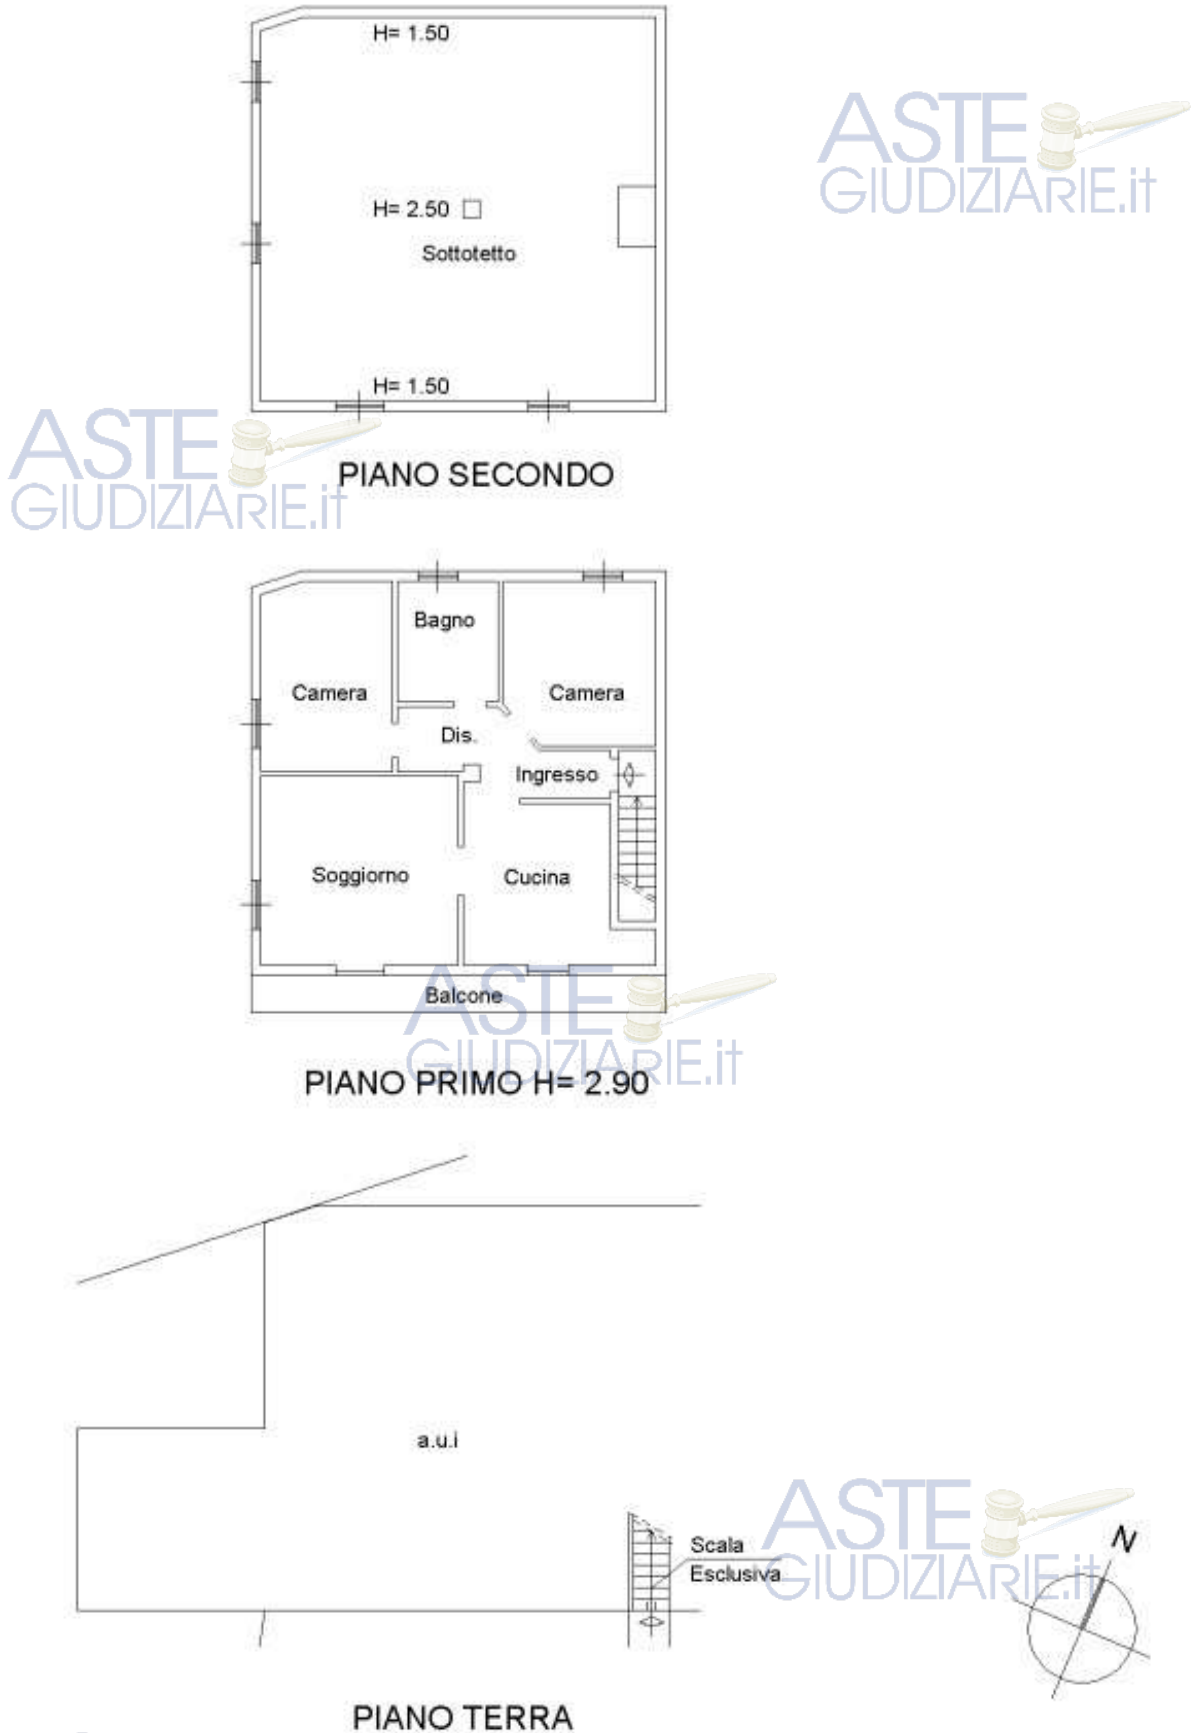 H= 1.50
ASTE
GIUDIZIARIE.it
H= 2.50
Sottotetto
H= 1.50
ASTE
GIUDIZIARIE.it
PIANO SECONDO
Bagno
Camera
Camera
Dis.
Ingresso
Soggiorno
Cucina
Balcone
ASTE
GIUDIZIARIE.it
PIANO PRIMO H= 2.90
a.u.i
ASTE
GIUDIZIARIE.it
Scala
Esclusiva
N
PIANO TERRA